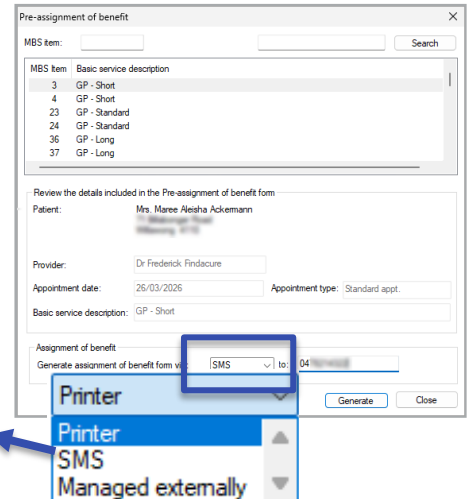 Pre-assignment of benefit
MBS item:
Search
MBS Item Basic service description
3 GP - Short
4 GP - Short
23 GP - Standard
24 GP - Standard
36 GP - Long
37 GP - Long
Review the details included in the Pre-assignment of benefit form
Patient: Mrs. Maree Aleisha Ackermann
Provider: Dr Frederick Findacure
Appointment date: 26/03/2026 Appointment type: Standard appt.
Basic service description: GP - Short
Assignment of benefit
Generate assignment of benefit form via: SMS to: 04
Printer
Generate Close
Printer
SMS
Managed externally